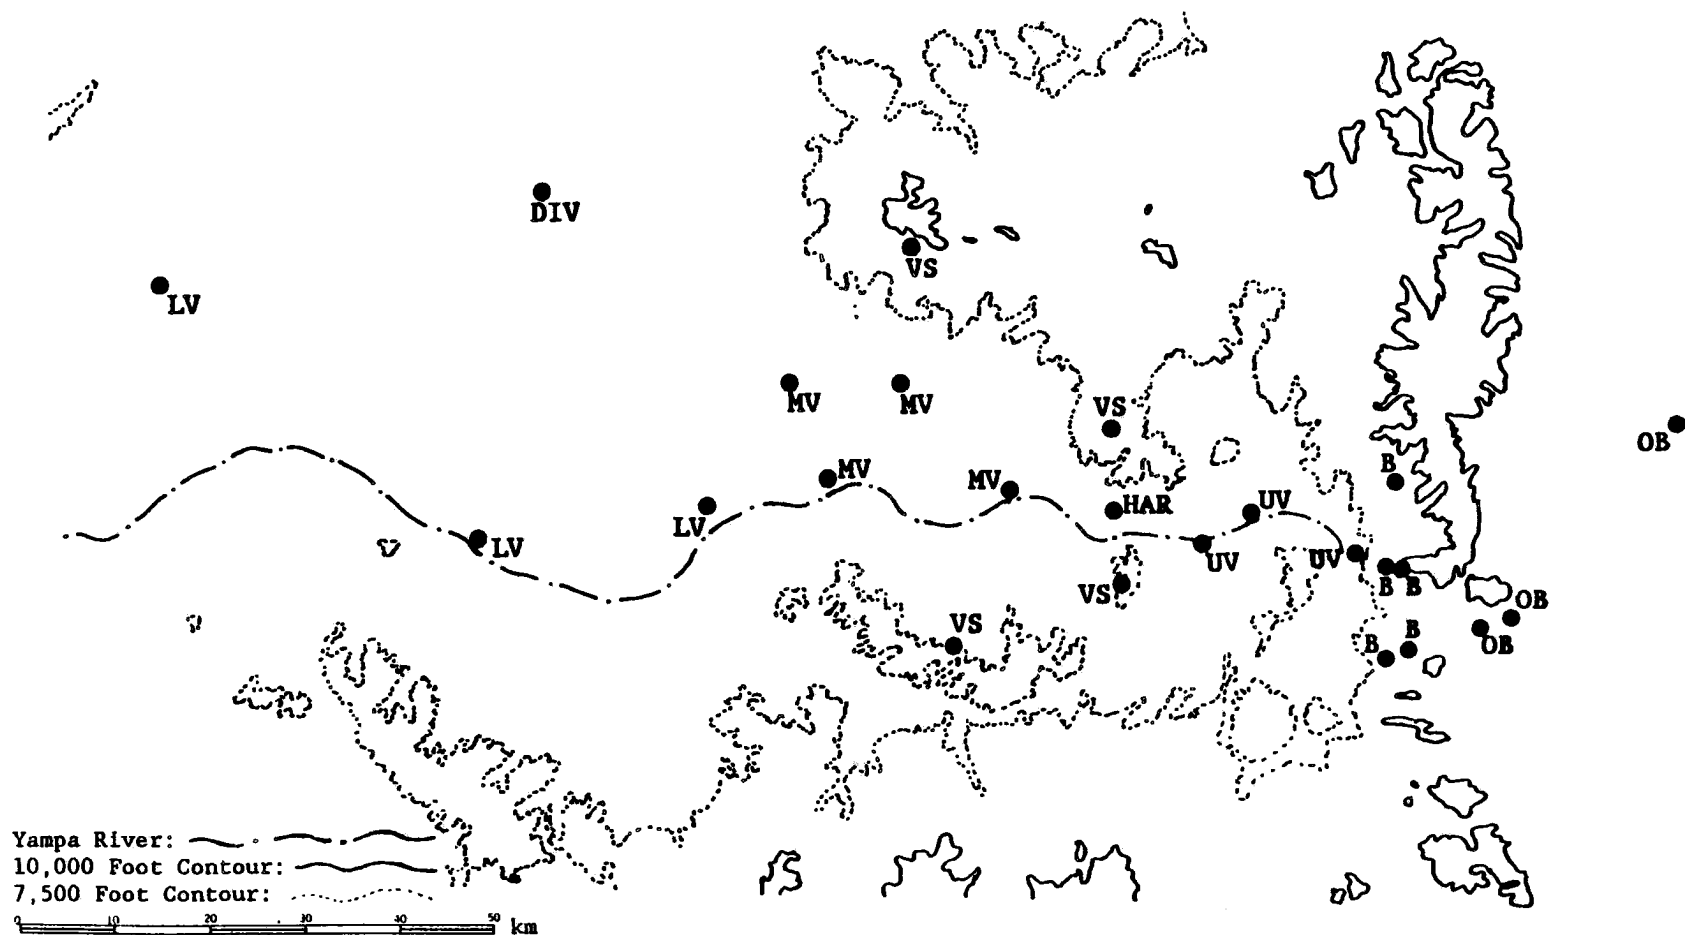 DIV
VS
LV
MV
MV
VS
OB
B
MV
MV
HAR
UV
LV
LV
UV
UV
B
B
VS
OB
VS
B
B
OB
Yampa River:
10,000 Foot Contour:
7,500 Foot Contour:
0 10 20 30 40 50 km